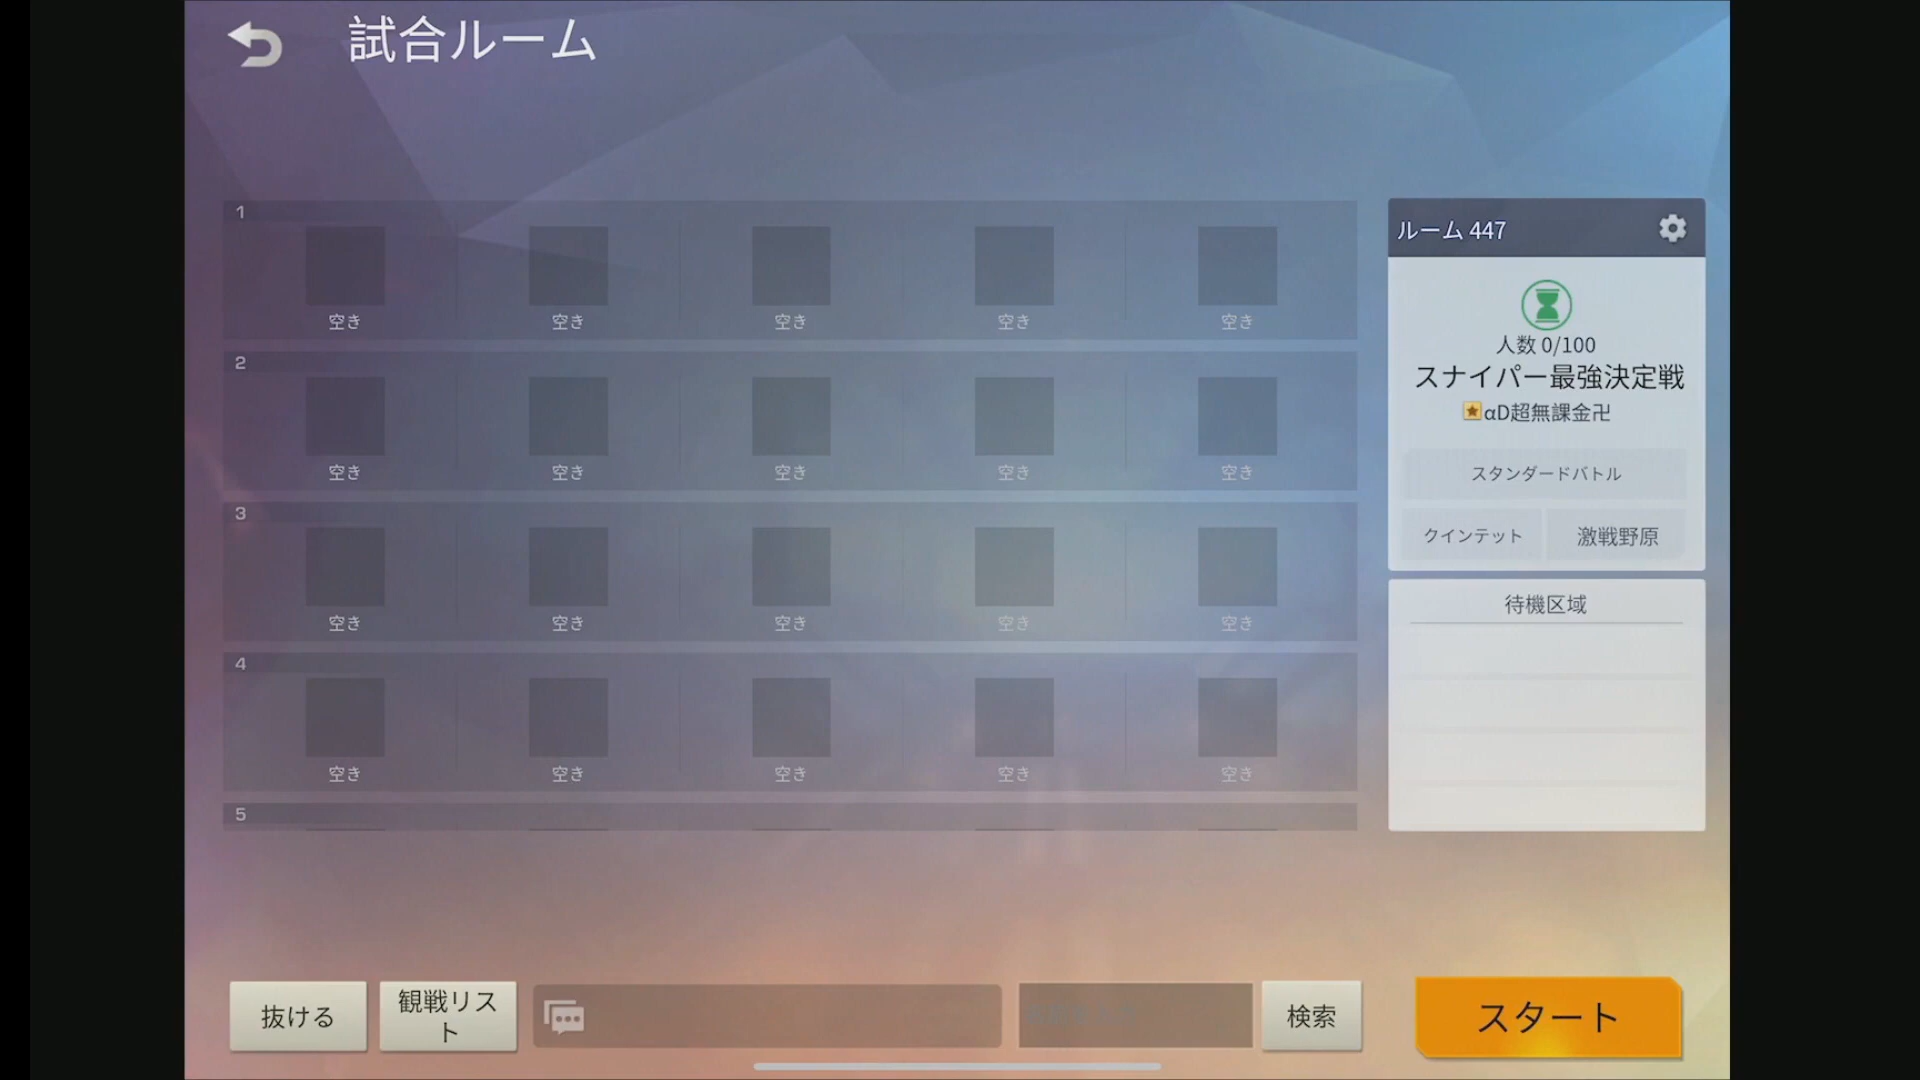 試合ルーム
1
空き 空き 空き 空き 空き
2
空き 空き 空き 空き 空き
3
空き 空き 空き 空き 空き
4
空き 空き 空き 空き 空き
5
ルーム 447
人数 0/100
スナイパー最強決定戦
αD超無課金卍
スタンダードバトル
クインテット 激戦野原
待機区域
抜ける
観戦リス
ト
検索
スタート